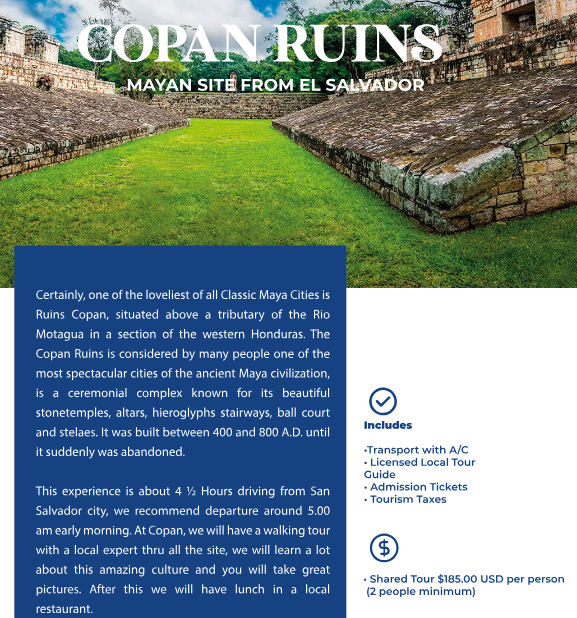 COPAN RUINS
MAYAN SITE FROM EL SALVADOR
Certainly, one of the loveliest of all Classic Maya Cities is
Ruins Copan, situated above a tributary of the Rio
Motagua in a section of the western Honduras. The
Copan Ruins is considered by many people one of the
most spectacular cities of the ancient Maya civilization,
is a ceremonial complex known for its beautiful
stonetemples, altars, hieroglyphs stairways, ball court
and stelaes. It was built between 400 and 800 A.D. until
it suddenly was abandoned.
This experience is about 4 ½ Hours driving from San
Salvador city, we recommend departure around 5.00
am early morning. At Copan, we will have a walking tour
with a local expert thru all the site, we will learn a lot
about this amazing culture and you will take great
pictures. After this we will have lunch in a local
restaurant.
Includes
•Transport with A/C
• Licensed Local Tour
Guide
• Admission Tickets
• Tourism Taxes
$
• Shared Tour $185.00 USD per person
(2 people minimum)